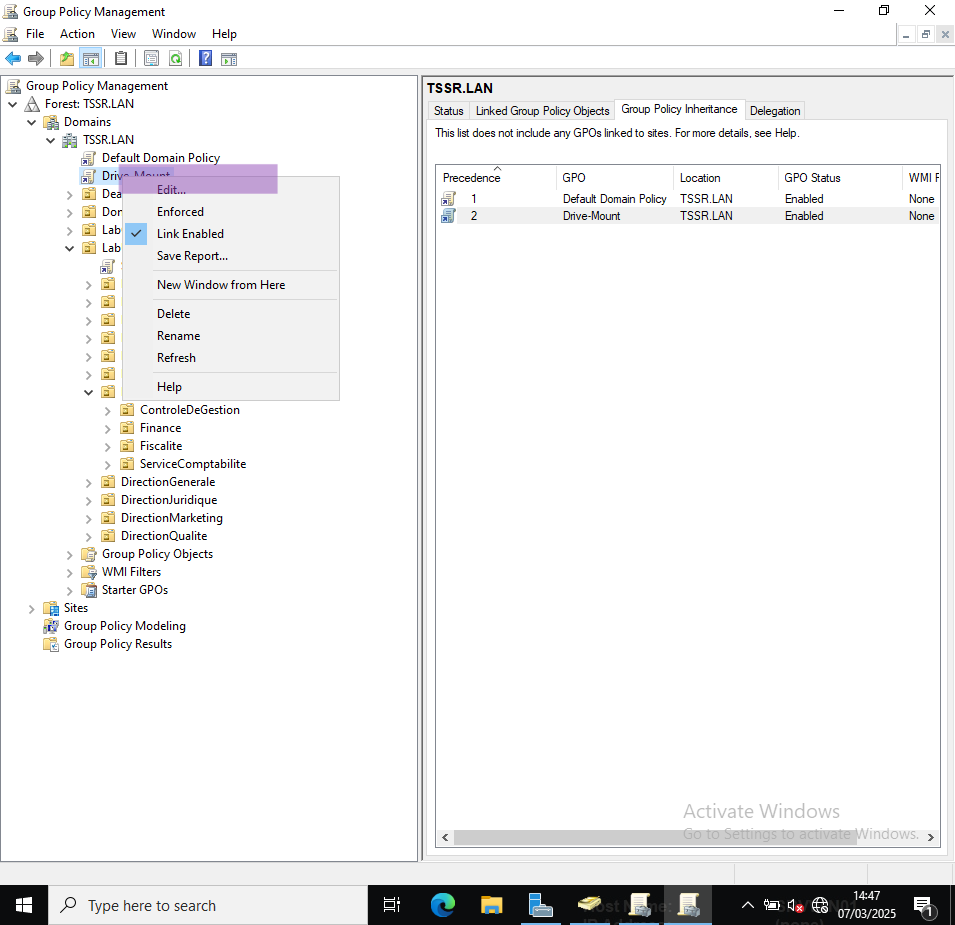 Group Policy Management
File Action View Window Help
Group Policy Management
Forest: TSSR.LAN
Domains
TSSR.LAN
Default Domain Policy
Drive-Mount
Edit...
Enforced
Link Enabled
Save Report...
New Window from Here
Delete
Rename
Refresh
Help
ControleDeGestion
Finance
Fiscalite
ServiceComptabilite
DirectionGenerale
DirectionJuridique
DirectionMarketing
DirectionQualite
Group Policy Objects
WMI Filters
Starter GPOs
Sites
Group Policy Modeling
Group Policy Results
TSSR.LAN
Status Linked Group Policy Objects Group Policy Inheritance Delegation
This list does not include any GPOs linked to sites. For more details, see Help.
Precedence GPO Location GPO Status WMI F
1 Default Domain Policy TSSR.LAN Enabled None
2 Drive-Mount TSSR.LAN Enabled None
Activate Windows
Go to Settings to activate Windows.
Type here to search
14:47
07/03/2025
1